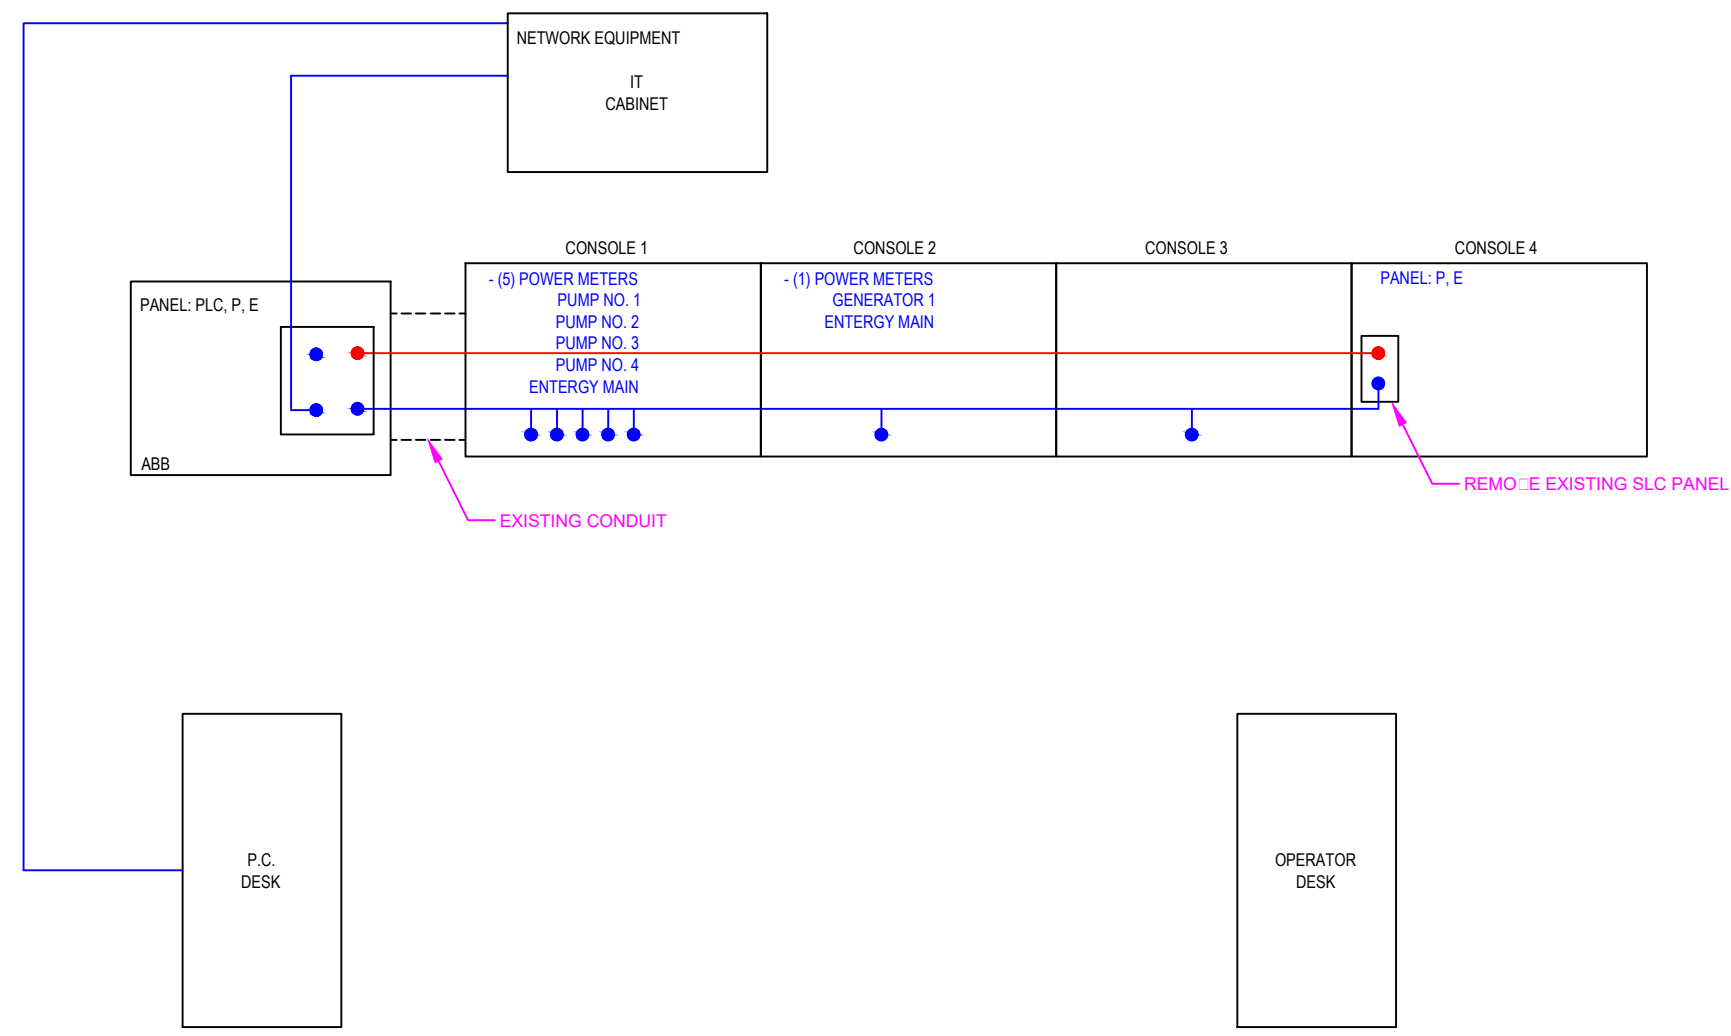 NETWORK EQUIPMENT
IT
CABINET
CONSOLE 1
CONSOLE 2
CONSOLE 3
CONSOLE 4
PANEL: PLC, P, E
ABB
- (5) POWER METERS
PUMP NO. 1
PUMP NO. 2
PUMP NO. 3
PUMP NO. 4
ENTERGY MAIN
- (1) POWER METERS
GENERATOR 1
ENTERGY MAIN
PANEL: P, E
REMO□E EXISTING SLC PANEL
EXISTING CONDUIT
P.C.
DESK
OPERATOR
DESK